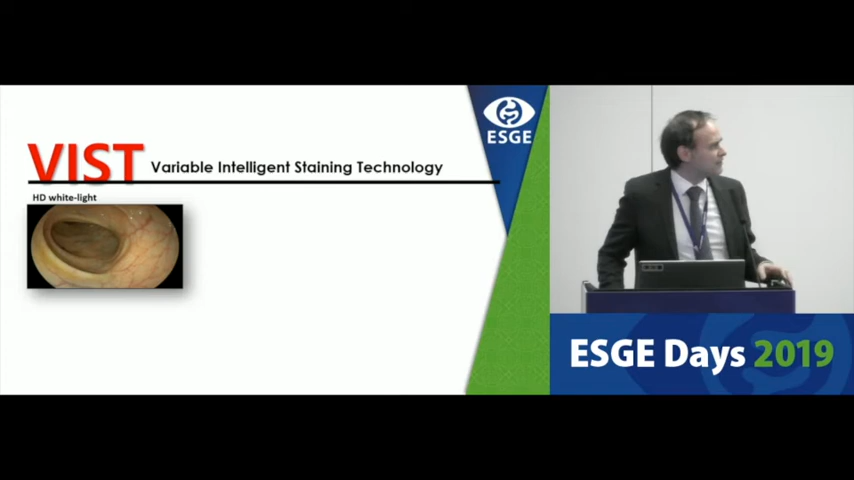 VIST Variable Intelligent Staining Technology
HD white-light
ESGE
ESGE Days 2019